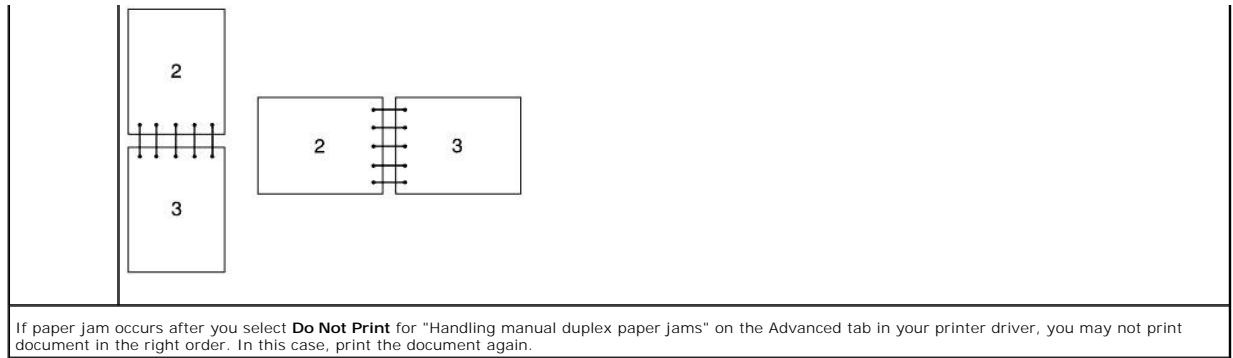 2
2 3
3
If paper jam occurs after you select Do Not Print for "Handling manual duplex paper jams" on the Advanced tab in your printer driver, you may not print
document in the right order. In this case, print the document again.